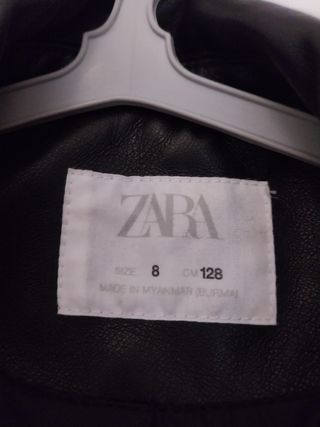 ZARA
SIZE 8 CM 128
MADE IN MYANMAR (BURMA)